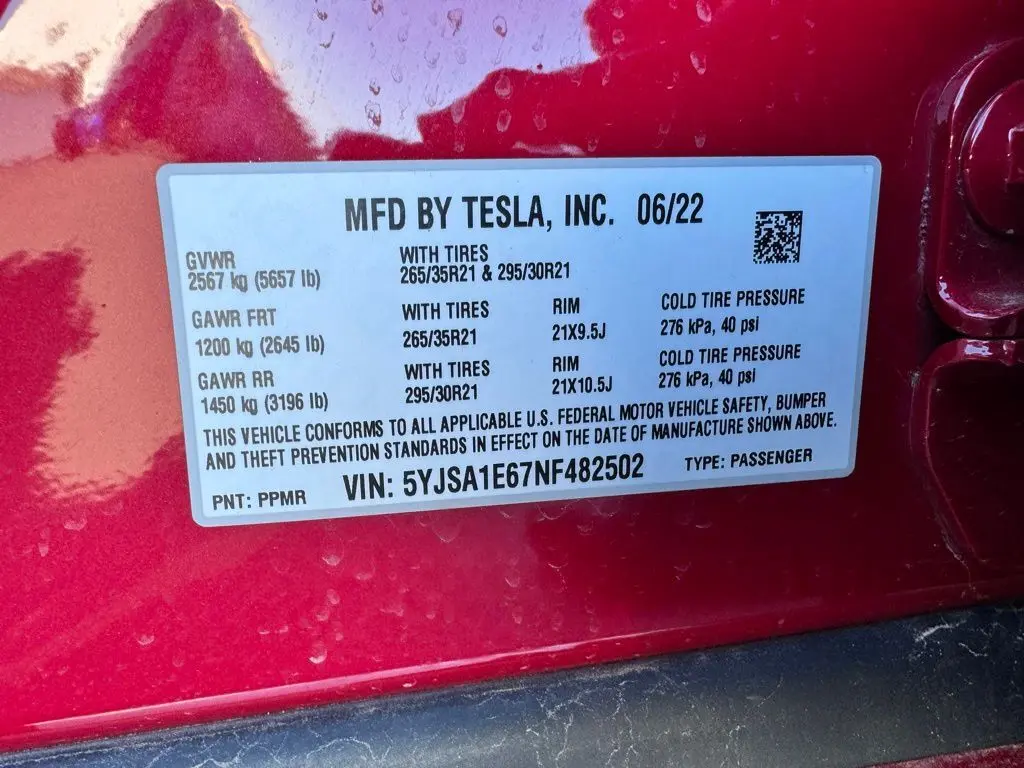 MFD BY TESLA, INC. 06/22
GVWR
2567 kg (5657 lb)
WITH TIRES
265/35R21 & 295/30R21
GAWR FRT
1200 kg (2645 lb)
WITH TIRES
265/35R21
RIM
21X9.5J
COLD TIRE PRESSURE
276 kPa, 40 psi
GAWR RR
1450 kg (3196 lb)
WITH TIRES
295/30R21
RIM
21X10.5J
COLD TIRE PRESSURE
276 kPa, 40 psi
THIS VEHICLE CONFORMS TO ALL APPLICABLE U.S. FEDERAL MOTOR VEHICLE SAFETY, BUMPER
AND THEFT PREVENTION STANDARDS IN EFFECT ON THE DATE OF MANUFACTURE SHOWN ABOVE.
PNT: PPMR VIN: 5YJSA1E67NF482502 TYPE: PASSENGER